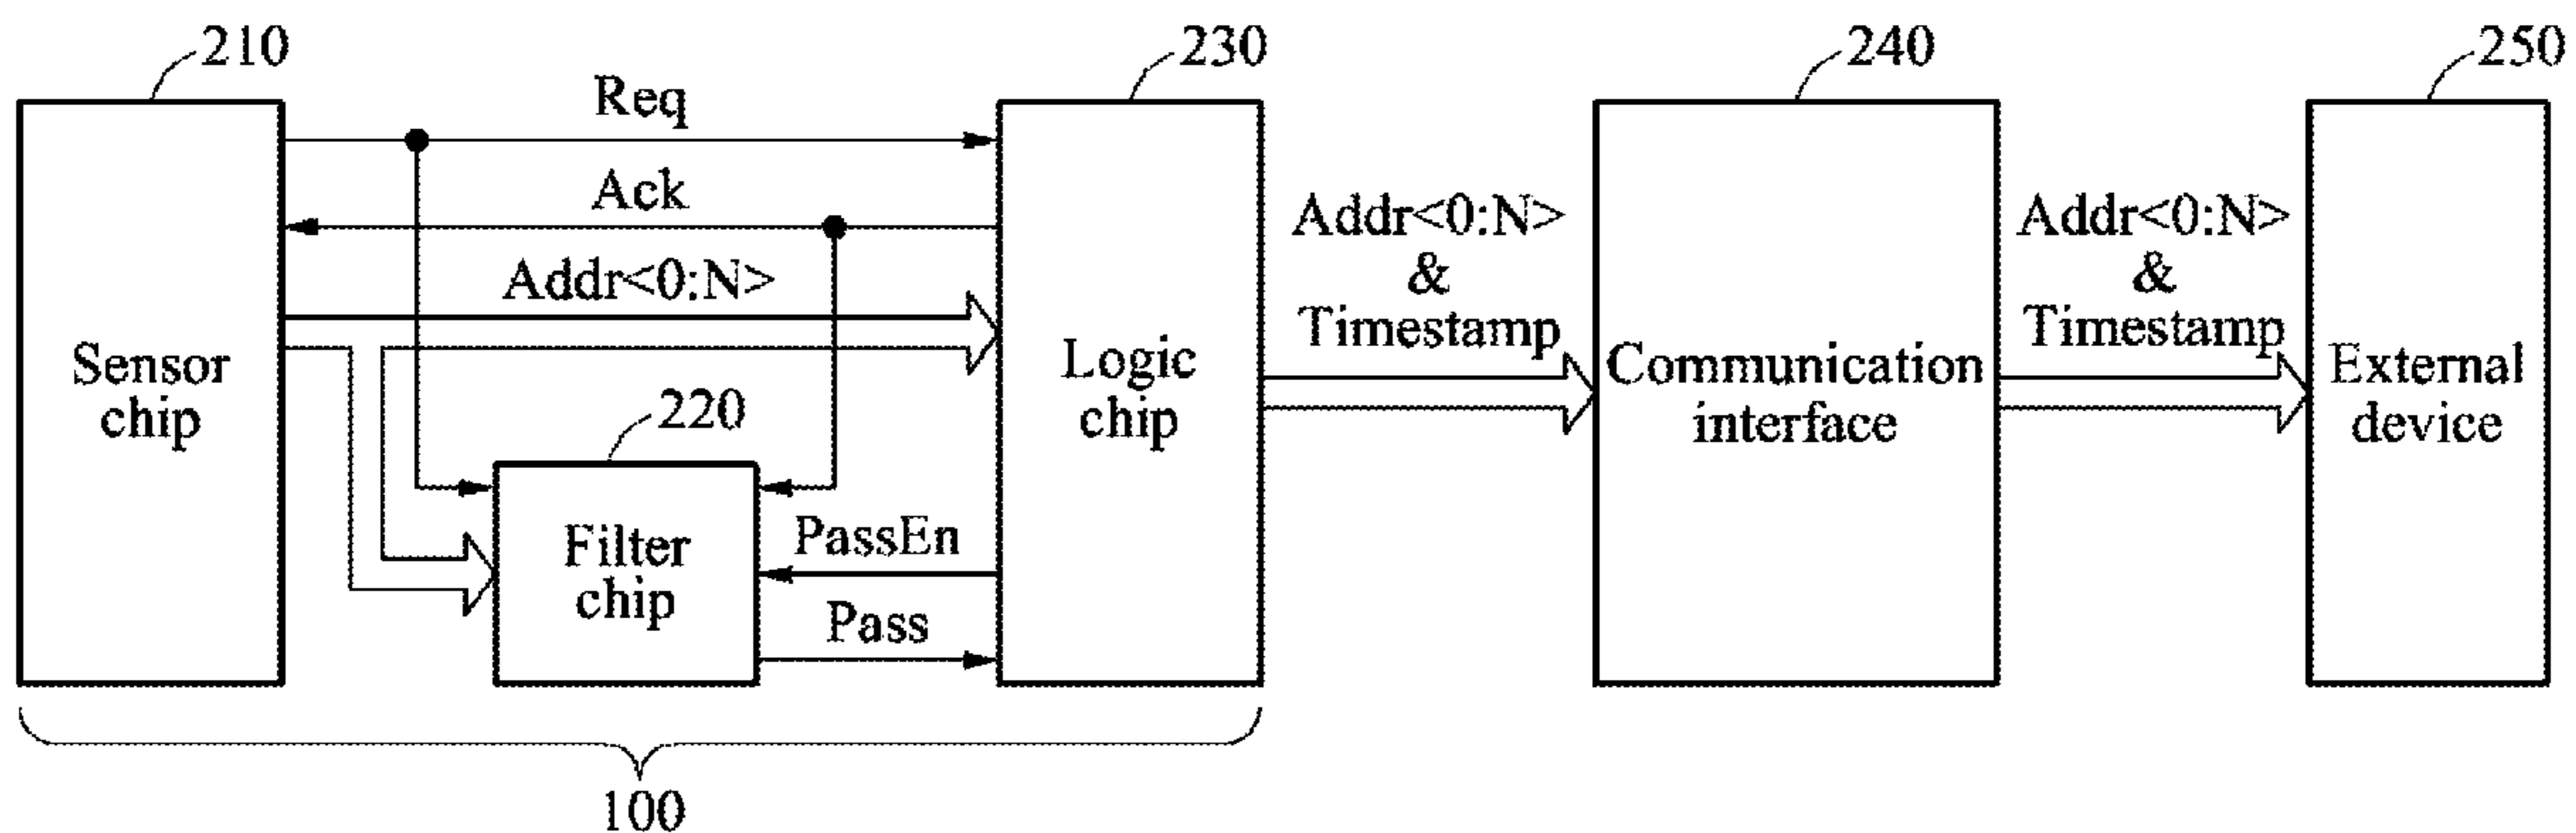 210
230
240
250
Req
Ack
Addr<0:N>
Addr<0:N>
&
Timestamp
Addr<0:N>
&
Timestamp
Sensor
chip
220
Logic
chip
Communication
interface
External
device
Filter
chip
PassEn
Pass
100